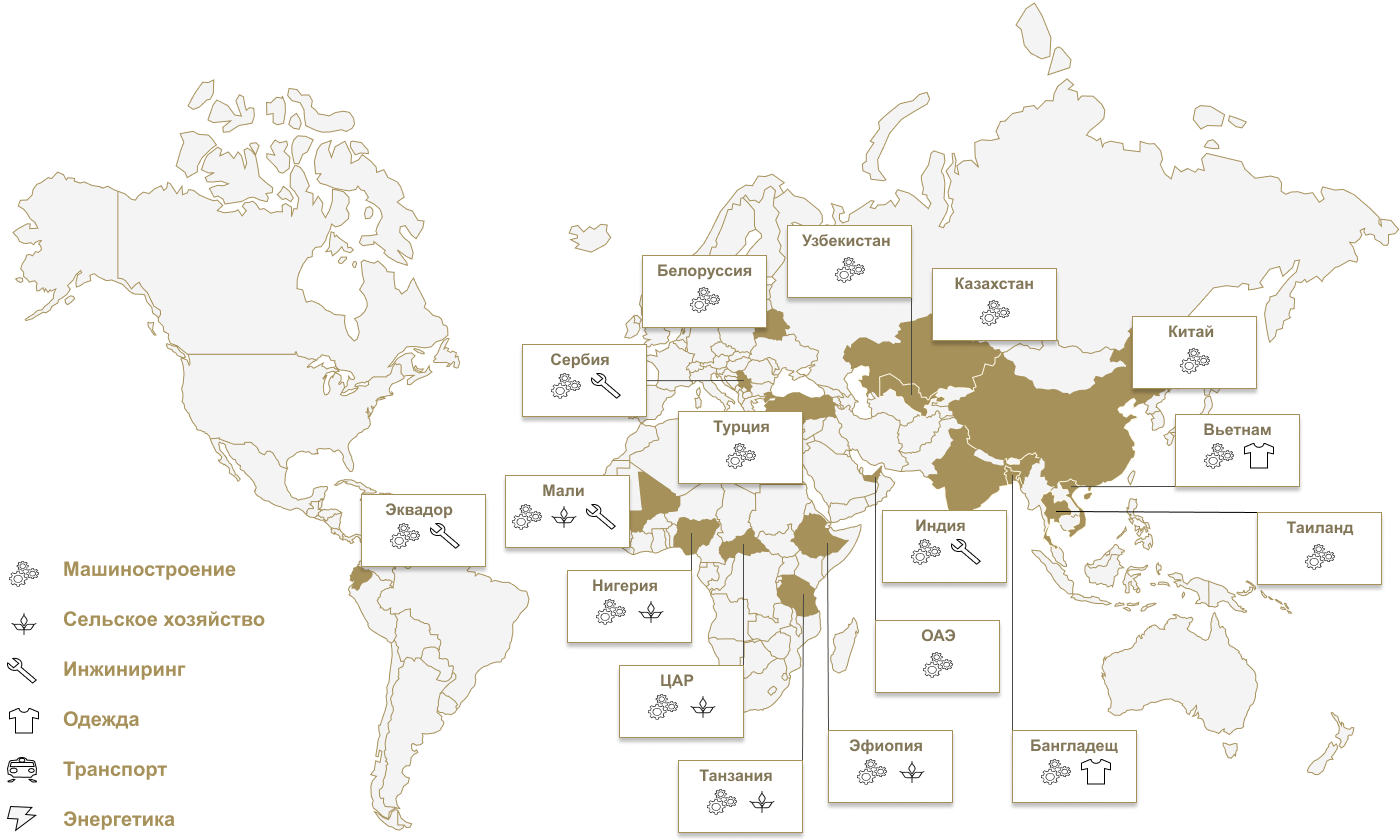 Узбекистан
Белоруссия
Казахстан
Китай
Сербия
Турция
Вьетнам
Мали
Эквадор
Индия
Таиланд
Нигерия
ОАЭ
ЦАР
Эфиопия
Бангладещ
Танзания
Машиностроение
Сельское хозяйство
Инжиниринг
Одежда
Транспорт
Энергетика